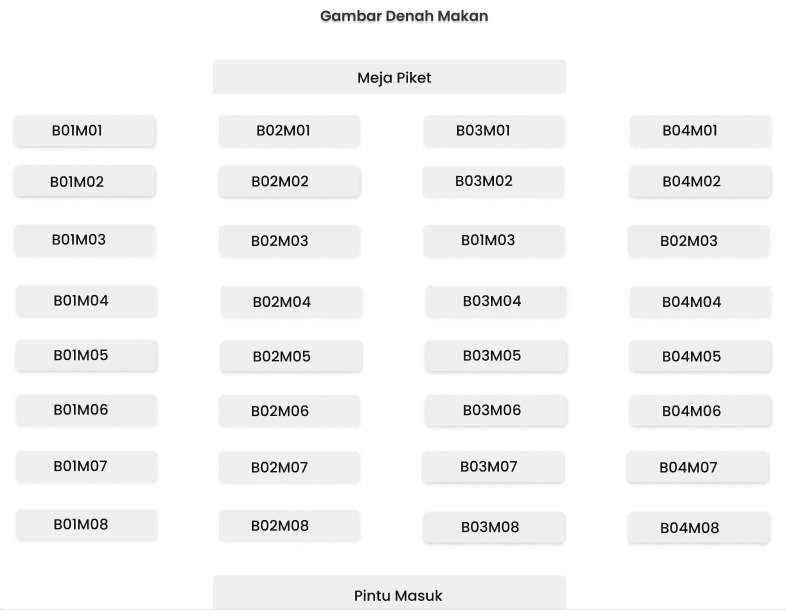 Gambar Denah Makan
Meja Piket
B01M01 B02M01 B03M01 B04M01
B01M02 B02M02 B03M02 B04M02
B01M03 B02M03 B01M03 B02M03
B01M04 B02M04 B03M04 B04M04
B01M05 B02M05 B03M05 B04M05
B01M06 B02M06 B03M06 B04M06
B01M07 B02M07 B03M07 B04M07
B01M08 B02M08 B03M08 B04M08
Pintu Masuk